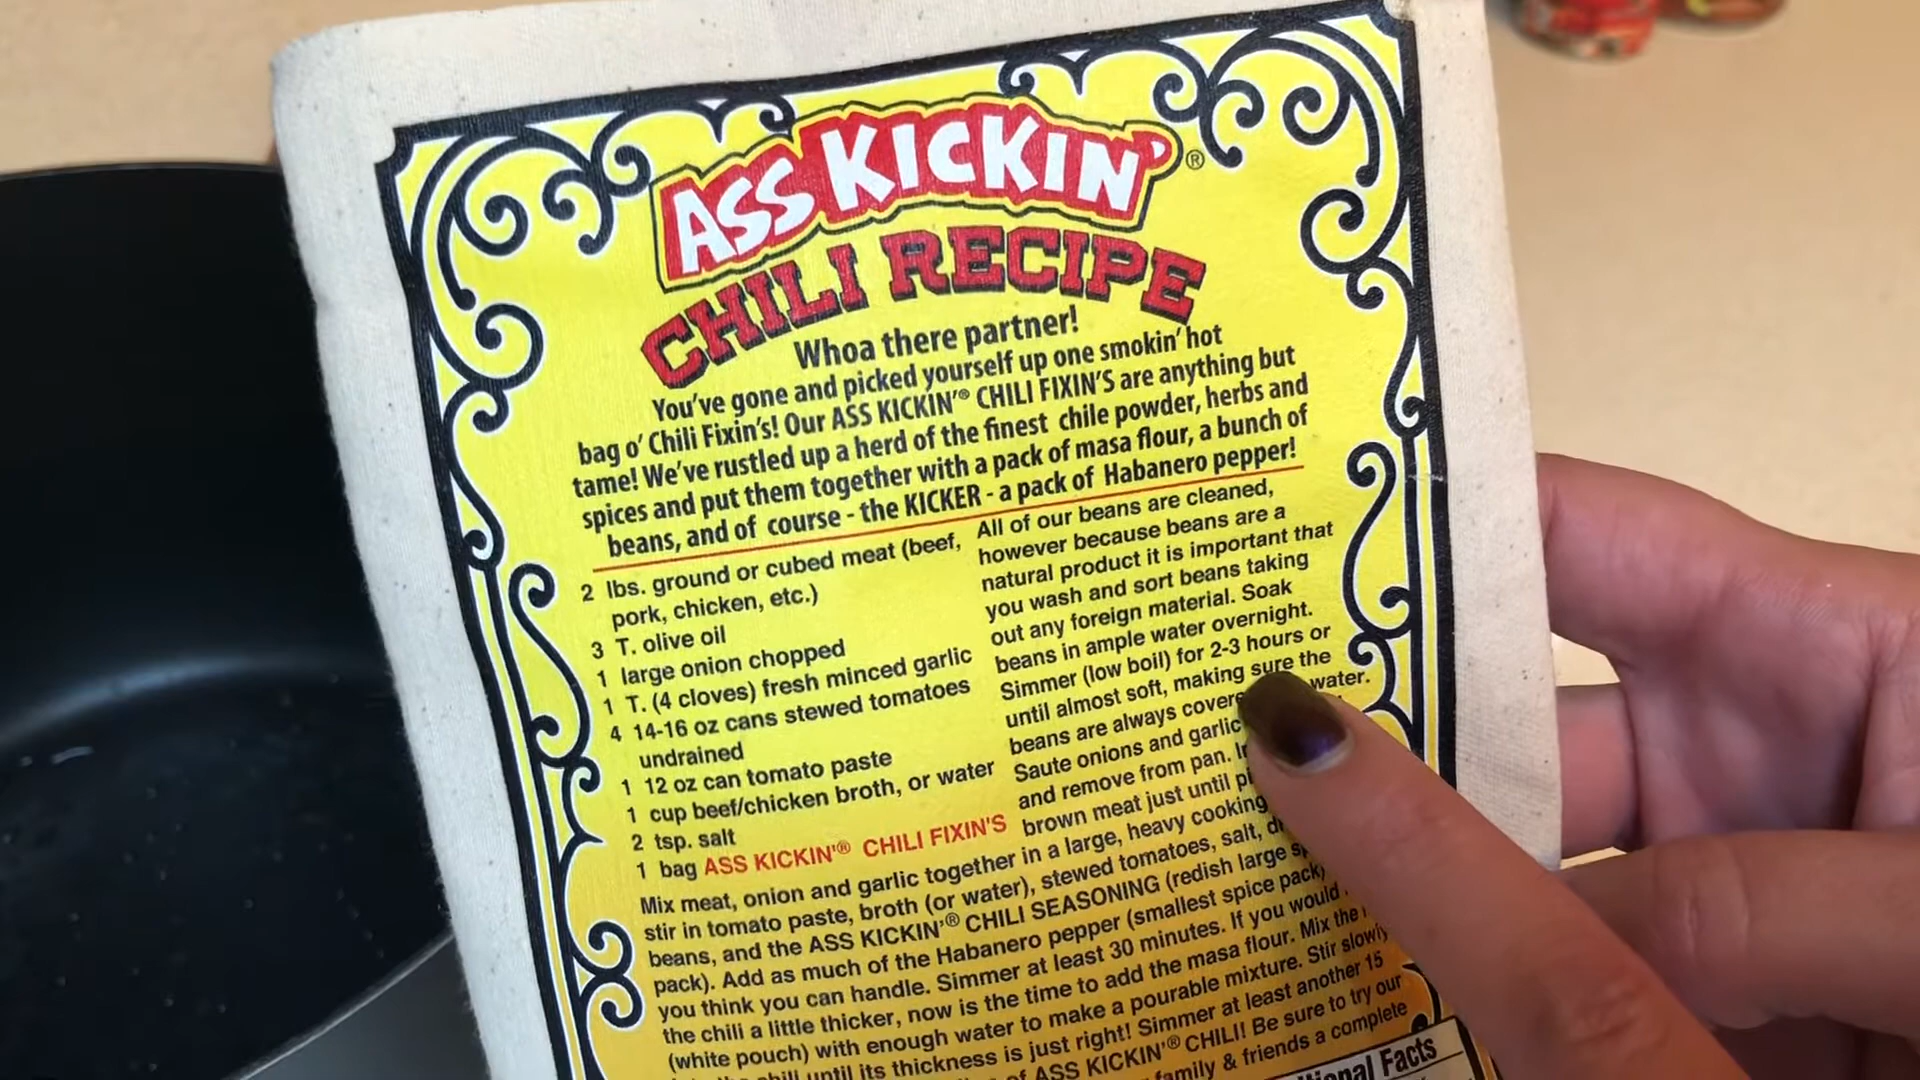 ASS KICKIN'®
CHILI RECIPE
Whoa there partner!
You've gone and picked yourself up one smokin' hot
bag o' Chili Fixin's! Our ASS KICKIN'® CHILI FIXIN'S are anything but
tame! We've rustled up a herd of the finest chile powder, herbs and
spices and put them together with a pack of masa flour, a bunch of
beans, and of course - the KICKER - a pack of Habanero pepper!
2 lbs. ground or cubed meat (beef,
pork, chicken, etc.)
3 T. olive oil
1 large onion chopped
1 T. (4 cloves) fresh minced garlic
4 14-16 oz cans stewed tomatoes
undrained
1 12 oz can tomato paste
1 cup beef/chicken broth, or water
2 tsp. salt
1 bag ASS KICKIN'® CHILI FIXIN'S
All of our beans are cleaned,
however because beans are a
natural product it is important that
you wash and sort beans taking
out any foreign material. Soak
beans in ample water overnight.
Simmer (low boil) for 2-3 hours or
until almost soft, making sure the
beans are always water.
Saute onions and garlic
and remove from pan.
brown meat just until
Mix meat, onion and garlic together in a large, heavy cooking
stir in tomato paste, broth (or water), stewed tomatoes, salt,
beans, and the ASS KICKIN'® CHILI SEASONING (redish large
pack). Add as much of the Habanero pepper (smallest spice pack)
you think you can handle. Simmer at least 30 minutes. If you would
the chili a little thicker, now is the time to add the masa flour. Mix the
(white pouch) with enough water to make a pourable mixture. Stir slowly
chili until its thickness is just right! Simmer at least another 15
of ASS KICKIN'® CHILI! Be sure to try our
family & friends a complete
Facts